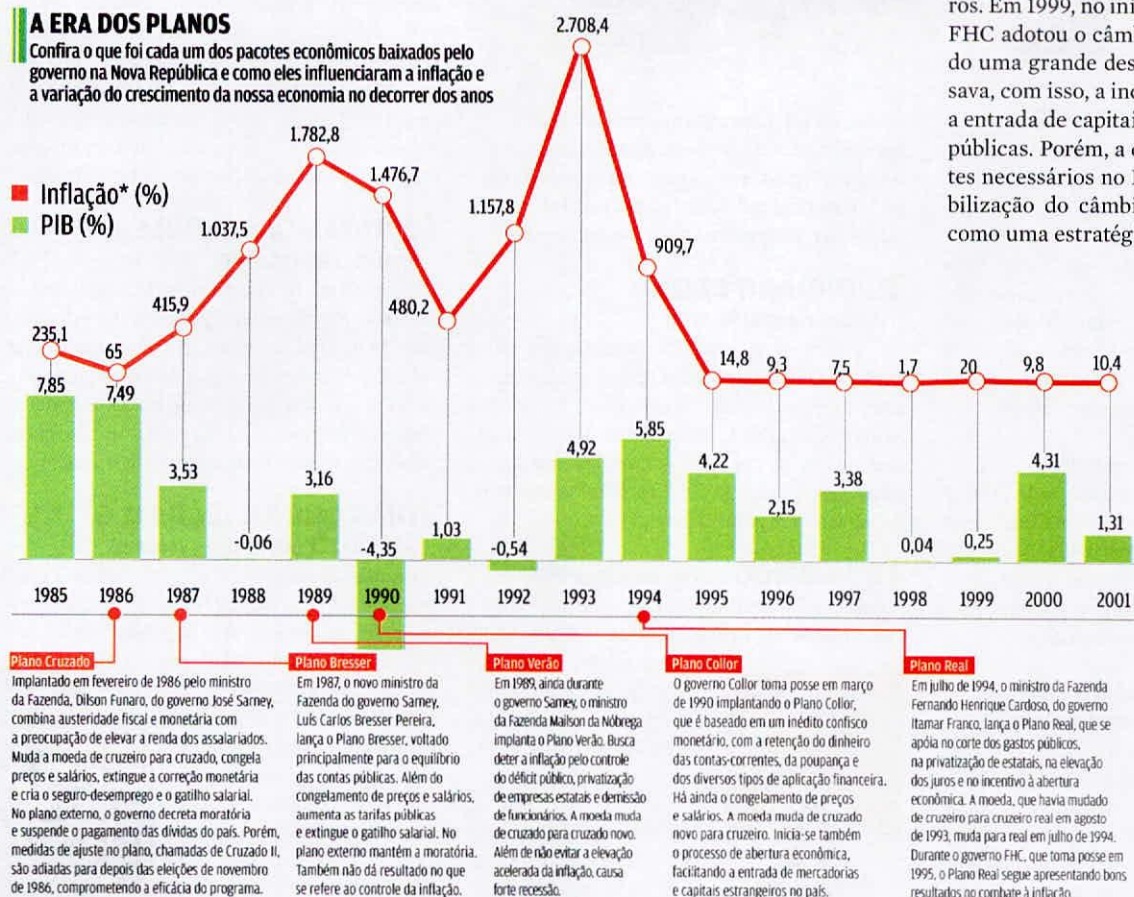 A ERA DOS PLANOS
Confira o que foi cada um dos pacotes econômicos baixados pelo
governo na Nova República e como eles influenciaram a inflação e
a variação do crescimento da nossa economia no decorrer dos anos
Inflação* (%)
PIB (%)
235,1
65
415,9
1.037,5
1.782,8
1.476,7
480,2
1.157,8
2.708,4
909,7
14,8
9,3
7,5
1,7
20
9,8
10,4
7,85
7,49
3,53
-0,06
3,16
-4,35
1,03
-0,54
4,92
5,85
4,22
2,15
3,38
0,04
0,25
4,31
1,31
1985 1986 1987 1988 1989 1990 1991 1992 1993 1994 1995 1996 1997 1998 1999 2000 2001
Plano Cruzado
Implantado em fevereiro de 1986 pelo ministro
da Fazenda, Dilson Funaro, do governo José Sarney,
combina austeridade fiscal e monetária com
a preocupação de elevar a renda dos assalariados.
Muda a moeda de cruzeiro para cruzado, congela
preços e salários, extingue a correção monetária
e cria o seguro-desemprego e o gatilho salarial.
No plano externo, o governo decreta moratória
e suspende o pagamento das dívidas do país. Porém,
medidas de ajuste no plano, chamadas de Cruzado II,
são adiadas para depois das eleições de novembro
de 1986, comprometendo a eficácia do programa.
Plano Bresser
Em 1987, o novo ministro da
Fazenda do governo Sarney,
Luís Carlos Bresser Pereira,
lança o Plano Bresser, voltado
principalmente para o equilíbrio
das contas públicas. Além do
congelamento de preços e salários,
aumenta as tarifas públicas
e extingue o gatilho salarial. No
plano externo mantém a moratória.
Também não dá resultado no que
se refere ao controle da inflação.
Plano Verão
Em 1989, ainda durante
o governo Sarney, o ministro
da Fazenda Maílson da Nóbrega
implanta o Plano Verão. Busca
deter a inflação pelo controle
do déficit público, privatização
de empresas estatais e demissão
de funcionários. A moeda muda
de cruzado para cruzado novo.
Além de não evitar a elevação
acelerada da inflação, causa
forte recessão.
Plano Collor
O governo Collor toma posse em março
de 1990 implantando o Plano Collor,
que é baseado em um inédito confisco
monetário, com a retenção do dinheiro
das contas-correntes, da poupança e
dos diversos tipos de aplicação financeira.
Há ainda o congelamento de preços
e salários. A moeda muda de cruzado
novo para cruzeiro. Inicia-se também
o processo de abertura econômica,
facilitando a entrada de mercadorias
e capitais estrangeiros no país.
Plano Real
Em julho de 1994, o ministro da Fazenda
Fernando Henrique Cardoso, do governo
Itamar Franco, lança o Plano Real, que se
apóia no corte dos gastos públicos,
na privatização de estatais, na elevação
dos juros e no incentivo à abertura
econômica. A moeda, que havia mudado
de cruzeiro para cruzeiro real em agosto
de 1993, muda para real em julho de 1994.
Durante o governo FHC, que toma posse em
1995, o Plano Real segue apresentando bons
resultados no combate à inflação
ros. Em 1999, no iní
FHC adotou o câm
do uma grande des
sava, com isso, a inc
a entrada de capitai
públicas. Porém, a
tes necessários no
bilização do câmbi
como uma estratég